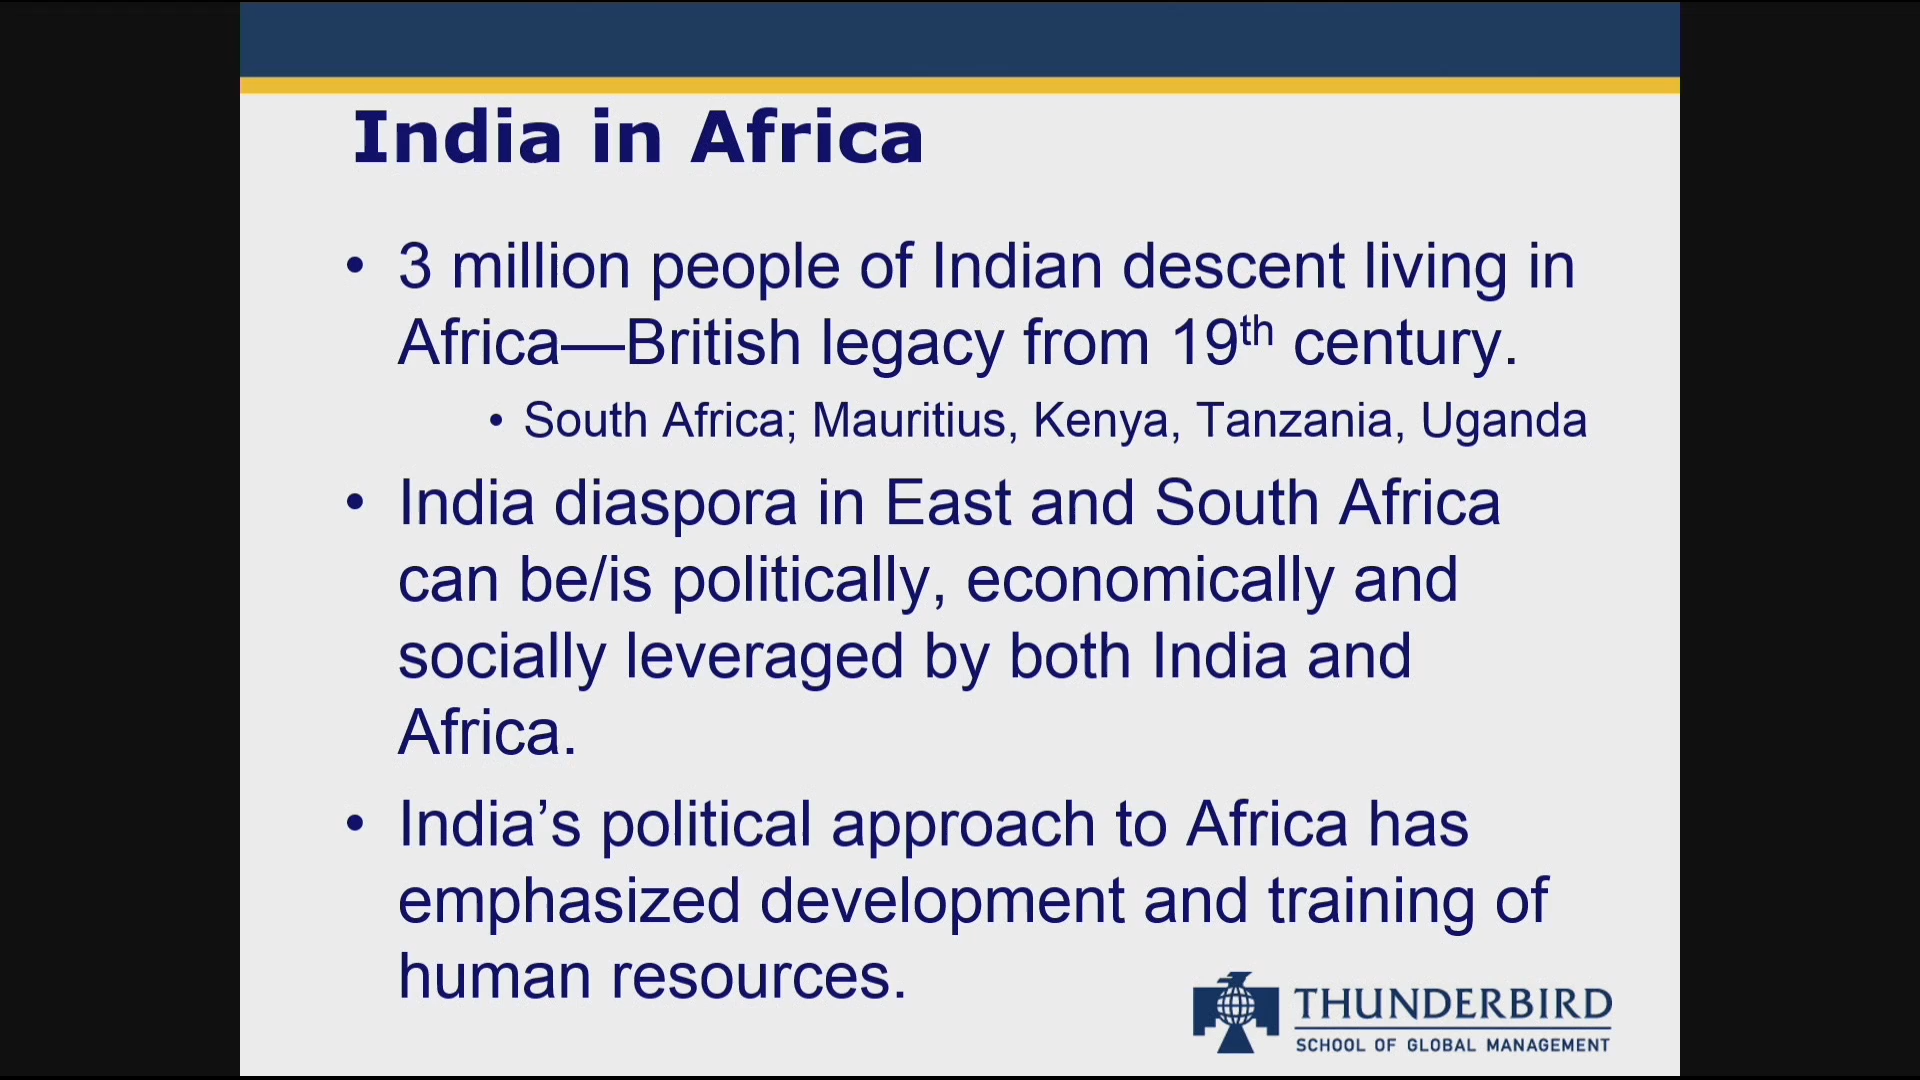 India in Africa
• 3 million people of Indian descent living in
Africa—British legacy from 19th century.
• South Africa; Mauritius, Kenya, Tanzania, Uganda
• India diaspora in East and South Africa
can be/is politically, economically and
socially leveraged by both India and
Africa.
• India’s political approach to Africa has
emphasized development and training of
human resources.
THUNDERBIRD
SCHOOL OF GLOBAL MANAGEMENT